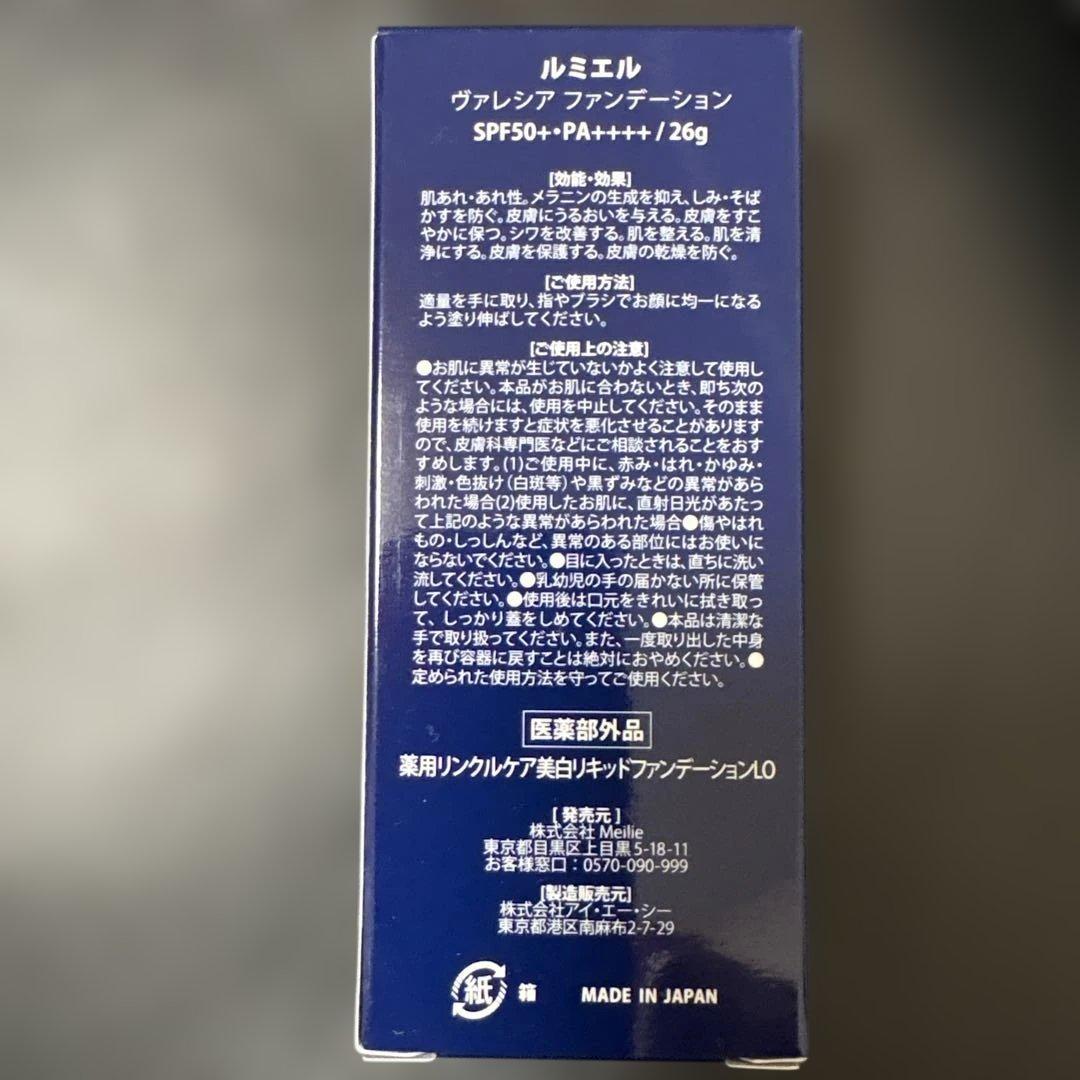 ルミエル
ヴァレシア ファンデーション
SPF50+・PA++++ / 26g
[効能・効果]
肌あれ・あれ性。メラニンの生成を抑え、しみ・そば
かすを防ぐ。皮膚にうるおいを与える。皮膚をすこ
やかに保つ。シワを改善する。肌を整える。肌を清
浄にする。皮膚を保護する。皮膚の乾燥を防ぐ。
[ご使用方法]
適量を手に取り、指やブラシでお顔に均一になる
よう塗り伸ばしてください。
[ご使用上の注意]
●お肌に異常が生じていないかよく注意して使用し
てください。本品がお肌に合わないとき、即ち次の
ような場合には、使用を中止してください。そのまま
使用を続けますと症状を悪化させることがあります
ので、皮膚科専門医などにご相談されることをおす
すめします。(1)ご使用中に、赤み・はれ・かゆみ・
刺激・色抜け(白斑等)や黒ずみなどの異常があら
われた場合(2)使用したお肌に、直射日光があたっ
て上記のような異常があらわれた場合●傷やはれ
もの・しっしんなど、異常のある部位にはお使いに
ならないでください。●目に入ったときは、直ちに洗い
流してください。●乳幼児の手の届かない所に保管
してください。●使用後は口元をきれいに拭き取っ
て、しっかり蓋をしめてください。●本品は清潔な
手で取り扱ってください。また、一度取り出した中身
を再び容器に戻すことは絶対におやめください。●
定められた使用方法を守ってご使用ください。
医薬部外品
薬用リンクルケア美白リキッドファンデーションLO
[ 発売元 ]
株式会社 Meilie
東京都目黒区上目黒5-18-11
お客様窓口：0570-090-999
[製造販売元]
株式会社アイ・エー・シー
東京都港区南麻布2-7-29
紙 箱 MADE IN JAPAN